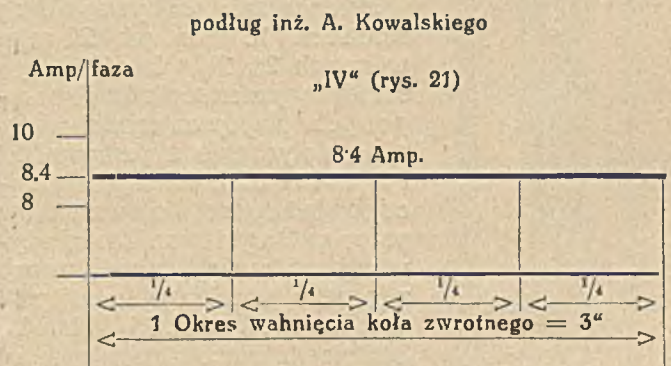 podług inż. A. Kowalskiego
Amp/faza
„IV“ (rys. 21)
10
8·4 Amp.
8.4
8
1/4 1/4 1/4 1/4
1 Okres wahnięcia koła zwrotnego = 3“